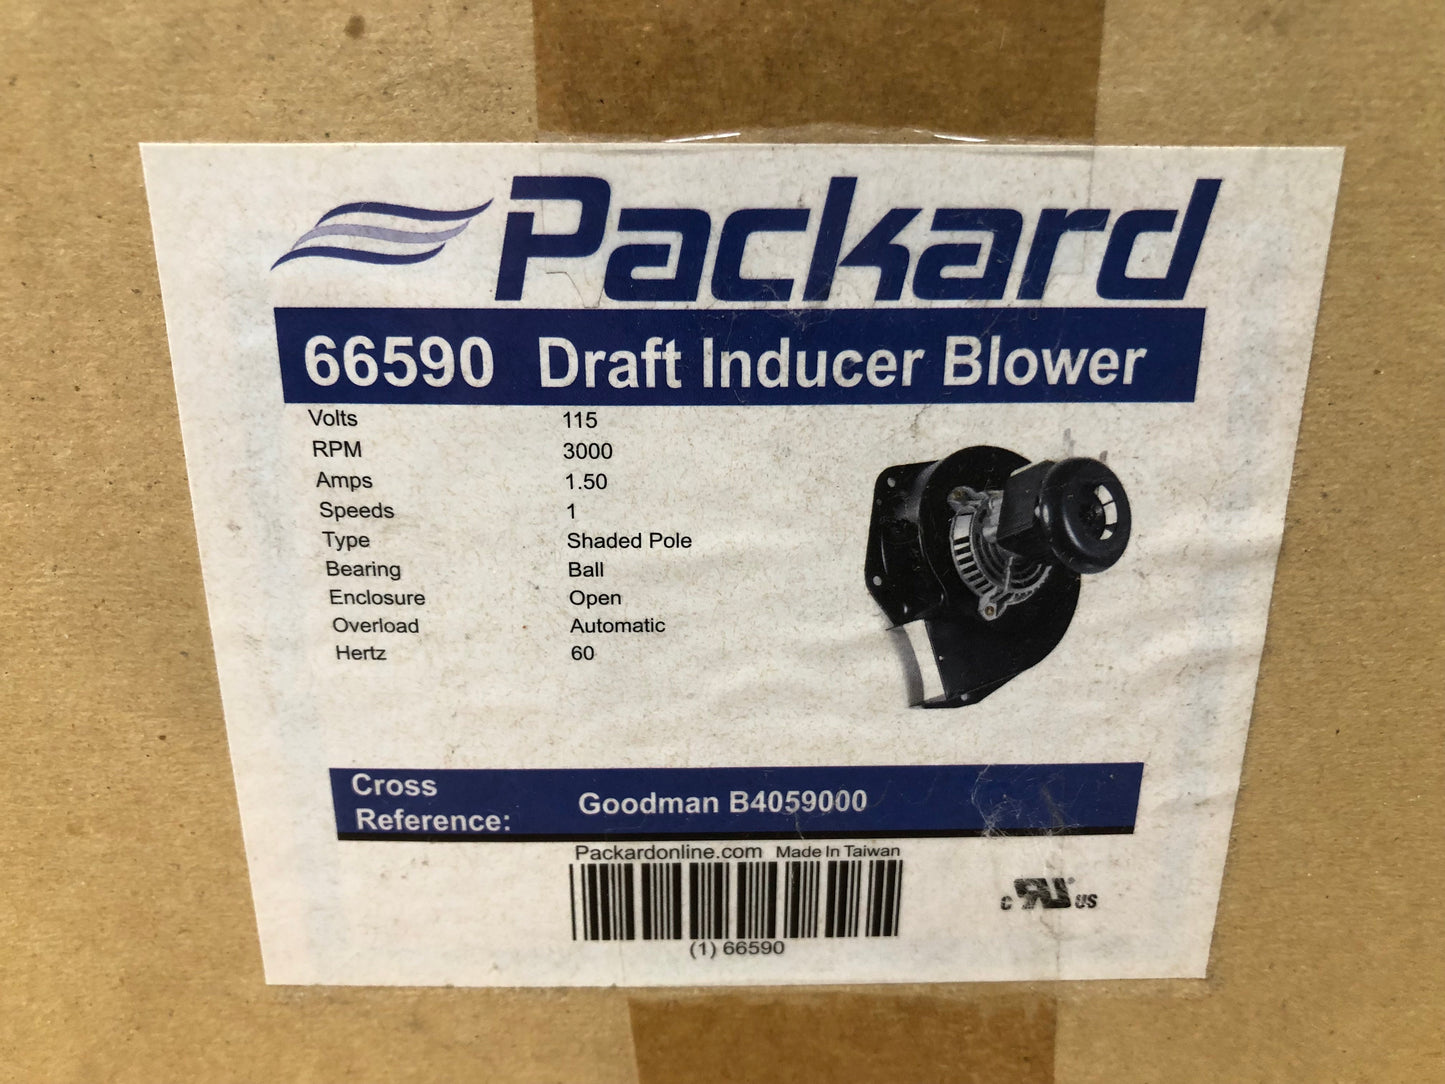 Packard
66590 Draft Inducer Blower
Volts 115
RPM 3000
Amps 1.50
Speeds 1
Type Shaded Pole
Bearing Ball
Enclosure Open
Overload Automatic
Hertz 60
Cross
Reference: Goodman B4059000
Packardonline.com Made In Taiwan
(1) 66590
c RU US